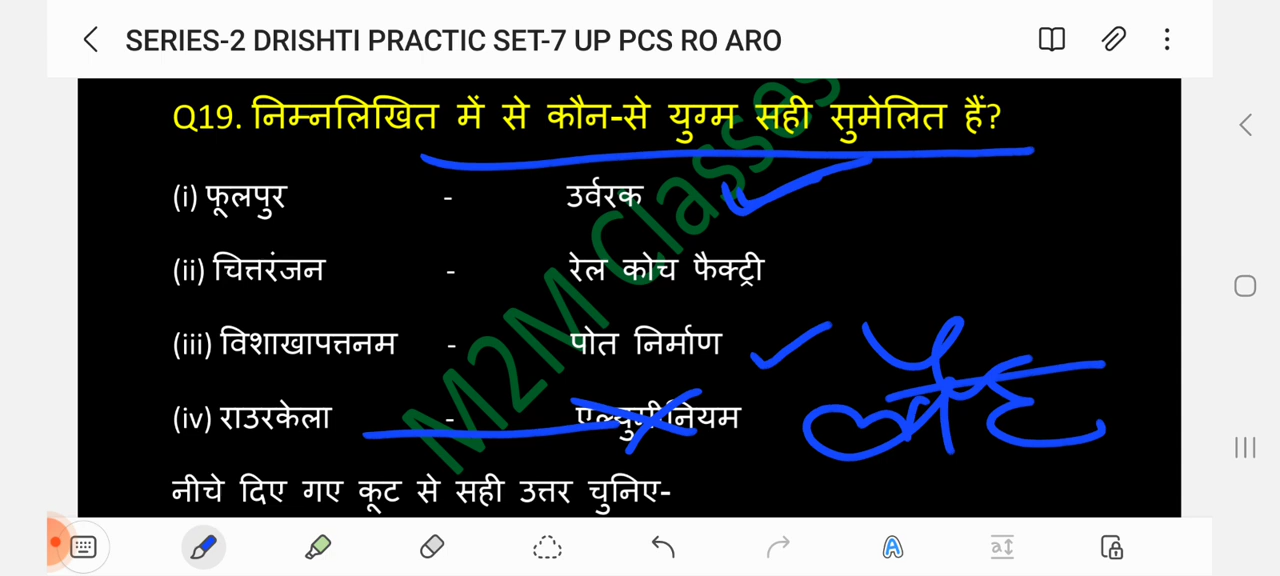 SERIES-2 DRISHTI PRACTIC SET-7 UP PCS RO ARO
Q19. निम्नलिखित में से कौन-से युग्म सही सुमेलित हैं?
(i) फूलपुर - उर्वरक
(ii) चित्तरंजन - रेल कोच फैक्ट्री
(iii) विशाखापत्तनम - पोत निर्माण
(iv) राउरकेला - एल्युमीनियम
नीचे दिए गए कूट से सही उत्तर चुनिए-
M2M Classes